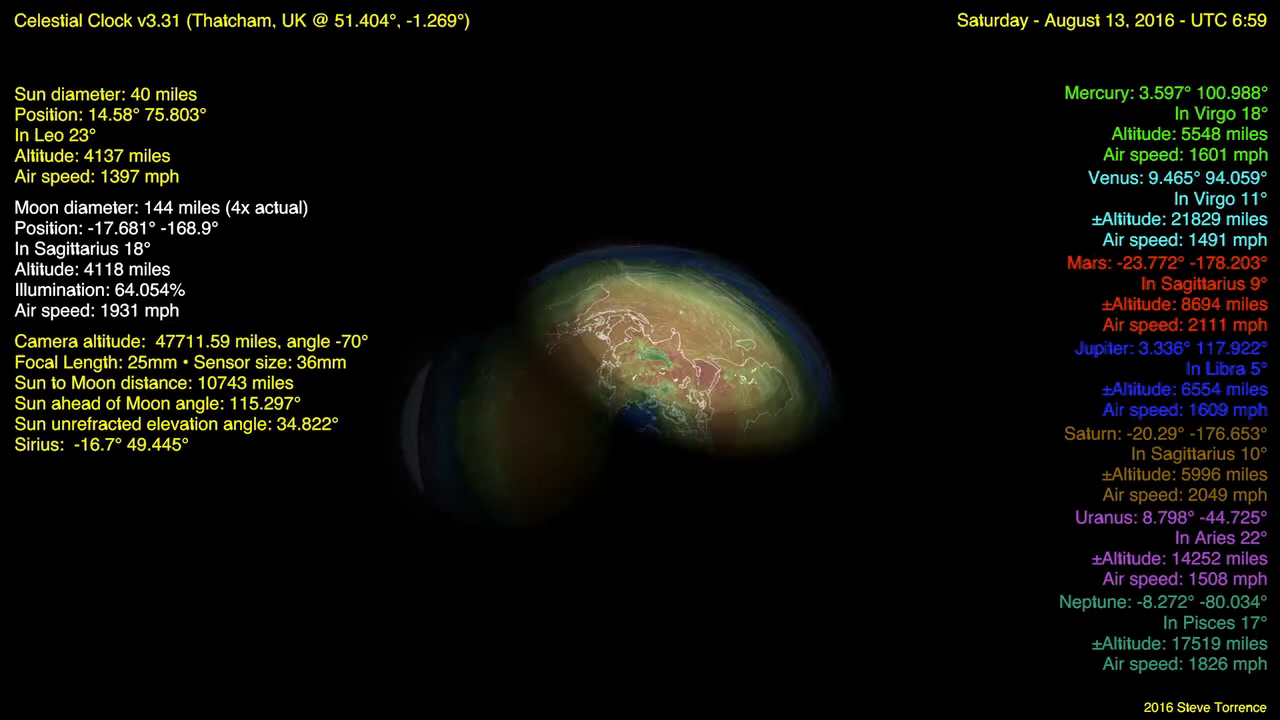 Celestial Clock v3.31 (Thatcham, UK @ 51.404°, -1.269°)
Saturday - August 13, 2016 - UTC 6:59
Sun diameter: 40 miles
Position: 14.58° 75.803°
In Leo 23°
Altitude: 4137 miles
Air speed: 1397 mph
Moon diameter: 144 miles (4x actual)
Position: -17.681° -168.9°
In Sagittarius 18°
Altitude: 4118 miles
Illumination: 64.054%
Air speed: 1931 mph
Camera altitude:  47711.59 miles, angle -70°
Focal Length: 25mm • Sensor size: 36mm
Sun to Moon distance: 10743 miles
Sun ahead of Moon angle: 115.297°
Sun unrefracted elevation angle: 34.822°
Sirius:  -16.7° 49.445°
Mercury: 3.597° 100.988°
In Virgo 18°
Altitude: 5548 miles
Air speed: 1601 mph
Venus: 9.465° 94.059°
In Virgo 11°
±Altitude: 21829 miles
Air speed: 1491 mph
Mars: -23.772° -178.203°
In Sagittarius 9°
±Altitude: 8694 miles
Air speed: 2111 mph
Jupiter: 3.336° 117.922°
In Libra 5°
±Altitude: 6554 miles
Air speed: 1609 mph
Saturn: -20.29° -176.653°
In Sagittarius 10°
±Altitude: 5996 miles
Air speed: 2049 mph
Uranus: 8.798° -44.725°
In Aries 22°
±Altitude: 14252 miles
Air speed: 1508 mph
Neptune: -8.272° -80.034°
In Pisces 17°
±Altitude: 17519 miles
Air speed: 1826 mph
2016 Steve Torrence